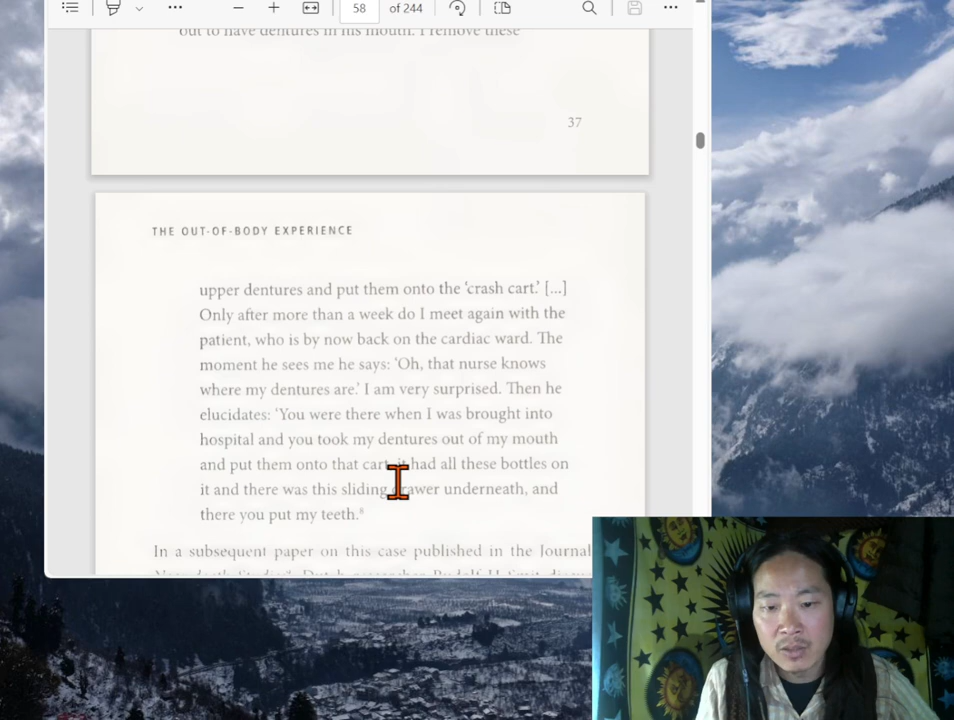 58 of 244
out to have dentures in his mouth. I remove these
37
THE OUT-OF-BODY EXPERIENCE
upper dentures and put them onto the ‘crash cart.’ [...]
Only after more than a week do I meet again with the
patient, who is by now back on the cardiac ward. The
moment he sees me he says: ‘Oh, that nurse knows
where my dentures are.’ I am very surprised. Then he
elucidates: ‘You were there when I was brought into
hospital and you took my dentures out of my mouth
and put them onto that cart, it had all these bottles on
it and there was this sliding drawer underneath, and
there you put my teeth.⁸
In a subsequent paper on this case published in the Journal